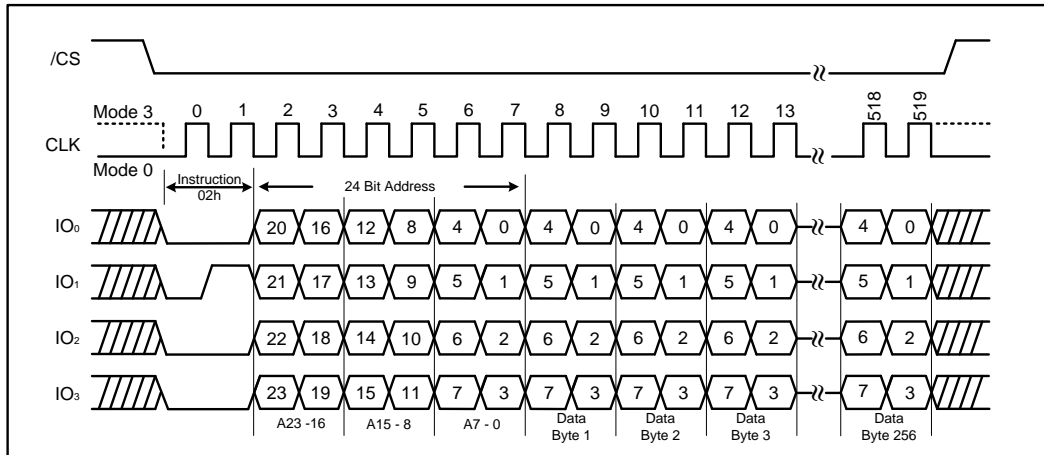 /CS
Mode 3 0 1 2 3 4 5 6 7 8 9 10 11 12 13 518 519
CLK
Mode 0
Instruction
02h
24 Bit Address
IO₀ 20 16 12 8 4 0 4 0 4 0 4 0 4 0
IO₁ 21 17 13 9 5 1 5 1 5 1 5 1 5 1
IO₂ 22 18 14 10 6 2 6 2 6 2 6 2 6 2
IO₃ 23 19 15 11 7 3 7 3 7 3 7 3 7 3
A23 -16 A15 - 8 A7 - 0 Data Data Data Data
Byte 1 Byte 2 Byte 3 Byte 256